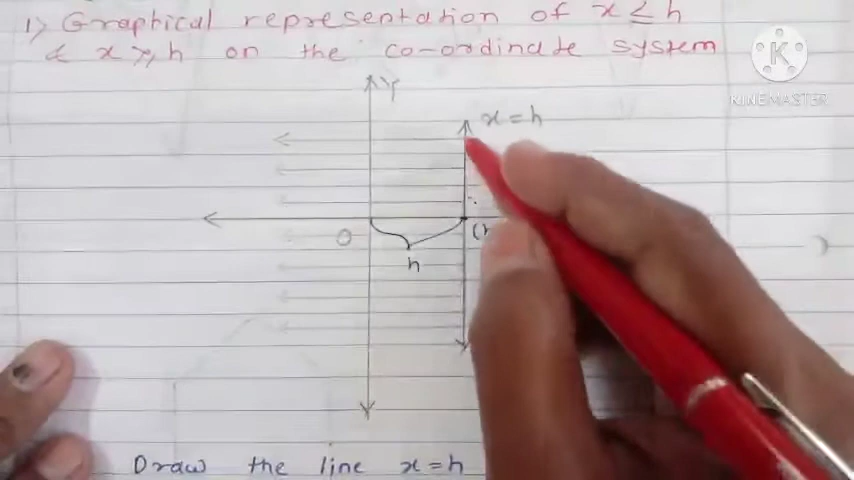 1) Graphical representation of x ≤ h
& x ≥ h on the co-ordinate system
K
KINEMASTER
Y
x = h
O
h
Draw the line x = h